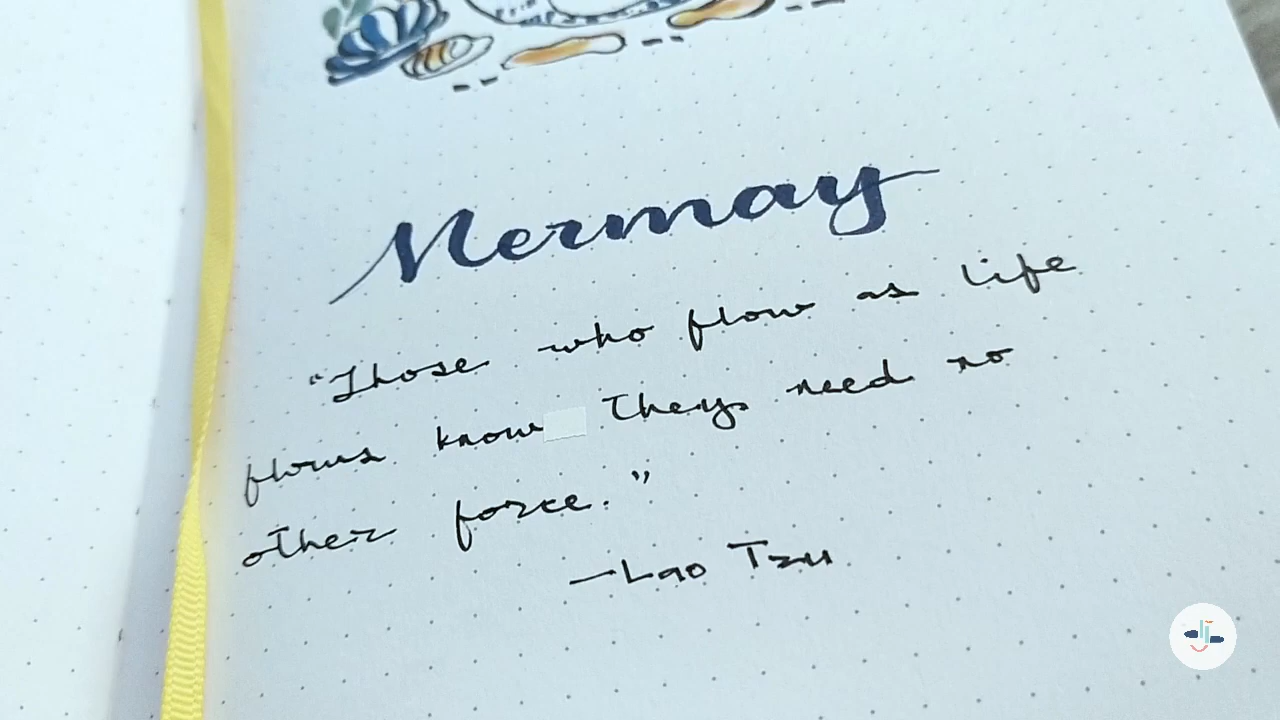 Mermay
“Those who flow as life
flows know they need no
other force.”
—Lao Tzu